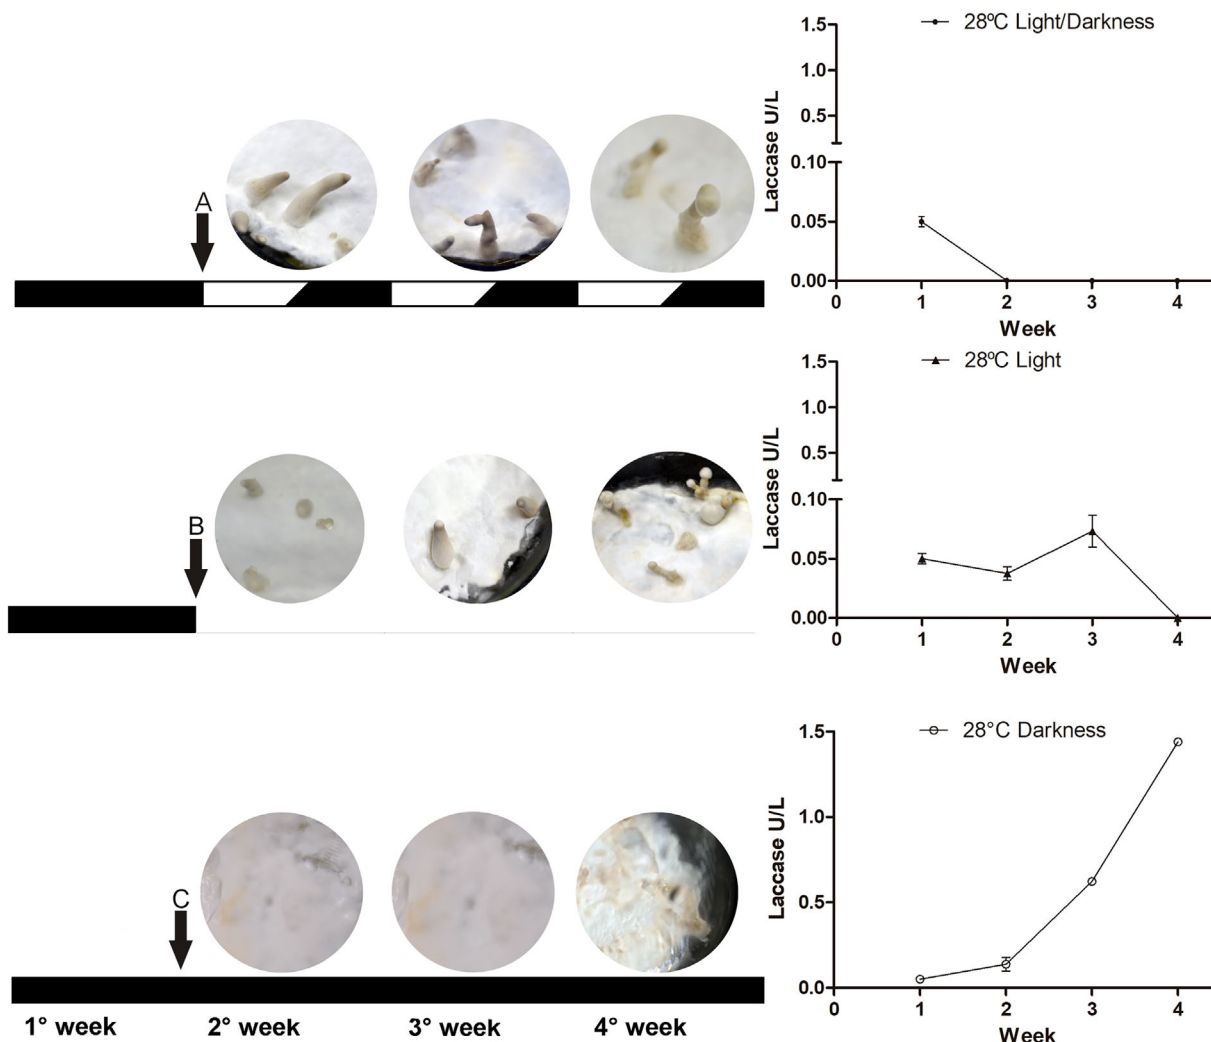 28ºC Light/Darkness
Laccase U/L
1.5
1.0
0.5
0.10
0.05
0.00
0 1 2 3 4
Week
A
28ºC Light
Laccase U/L
1.5
1.0
0.5
0.10
0.05
0.00
0 1 2 3 4
Week
B
28°C Darkness
Laccase U/L
1.5
1.0
0.5
0.0
0 1 2 3 4
Week
C
1° week 2° week 3° week 4° week